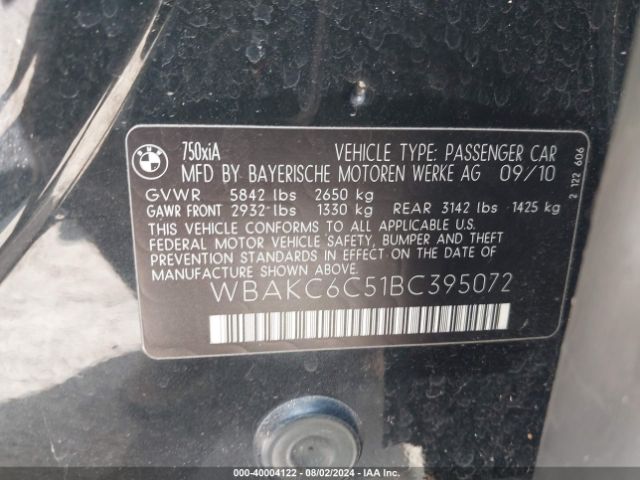 BMW
750xiA VEHICLE TYPE: PASSENGER CAR
MFD BY BAYERISCHE MOTOREN WERKE AG 09/10
GVWR 5842 lbs 2650 kg
GAWR FRONT 2932 lbs 1330 kg REAR 3142 lbs 1425 kg
THIS VEHICLE CONFORMS TO ALL APPLICABLE U.S.
FEDERAL MOTOR VEHICLE SAFETY, BUMPER AND THEFT
PREVENTION STANDARDS IN EFFECT ON THE DATE OF
MANUFACTURE SHOWN ABOVE.
WBAKC6C51BC395072
2 122 606
000-40004122 - 08/02/2024 - IAA Inc.